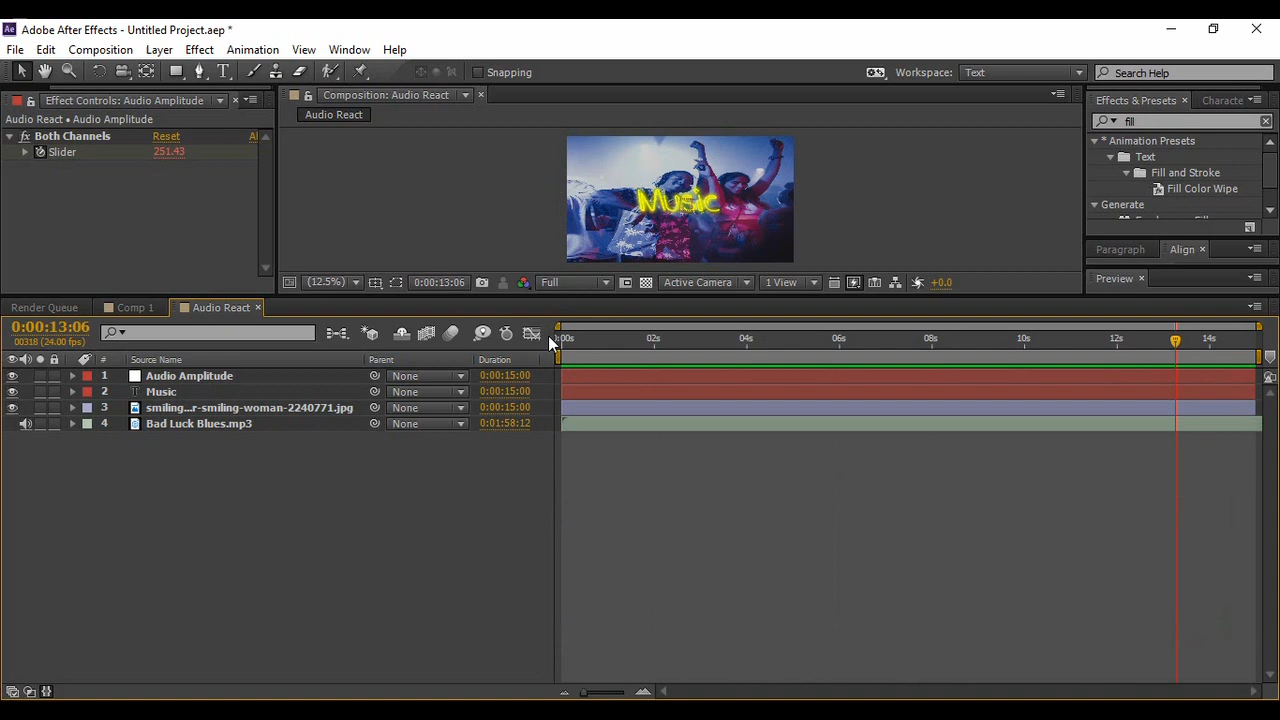 Adobe After Effects - Untitled Project.aep *
File Edit Composition Layer Effect Animation View Window Help
Snapping Workspace: Text Search Help
Effect Controls: Audio Amplitude
Audio React • Audio Amplitude
fx Both Channels Reset
Slider 251.43
Composition: Audio React
Audio React
Music
(12.5%) 0:00:13:06 Full Active Camera 1 View +0.0
Effects & Presets Characte
fill
* Animation Presets
Text
Fill and Stroke
Fill Color Wipe
Generate
Paragraph Align
Preview
Render Queue Comp 1 Audio React
0:00:13:06
00318 (24.00 fps)
:00s 02s 04s 06s 08s 10s 12s 14s
# Source Name Parent Duration
1 Audio Amplitude None 0:00:15:00
2 T Music None 0:00:15:00
3 smiling...r-smiling-woman-2240771.jpg None 0:00:15:00
4 Bad Luck Blues.mp3 None 0:01:58:12